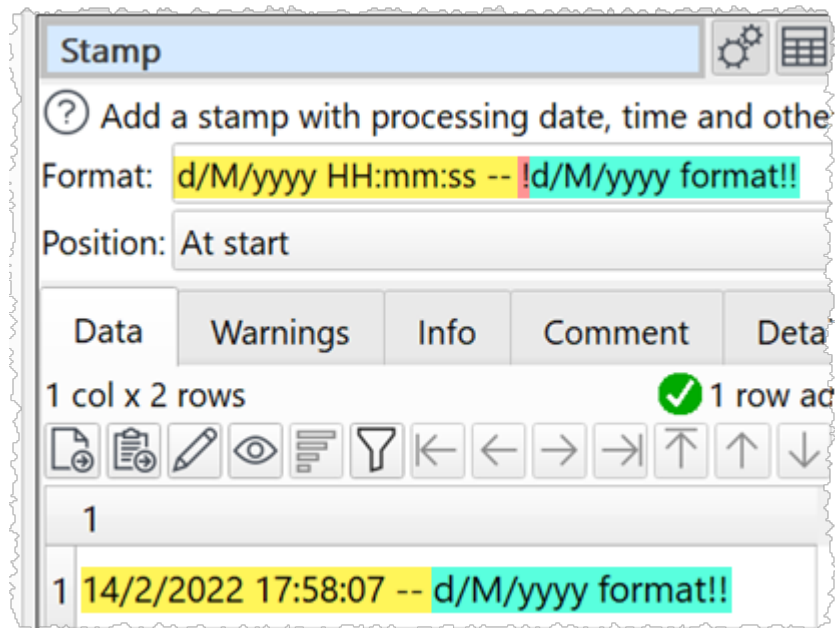 Stamp
? Add a stamp with processing date, time and othe
Format: d/M/yyyy HH:mm:ss -- !d/M/yyyy format!!
Position: At start
Data Warnings Info Comment Deta
1 col x 2 rows 1 row ad
1
1 14/2/2022 17:58:07 -- d/M/yyyy format!!